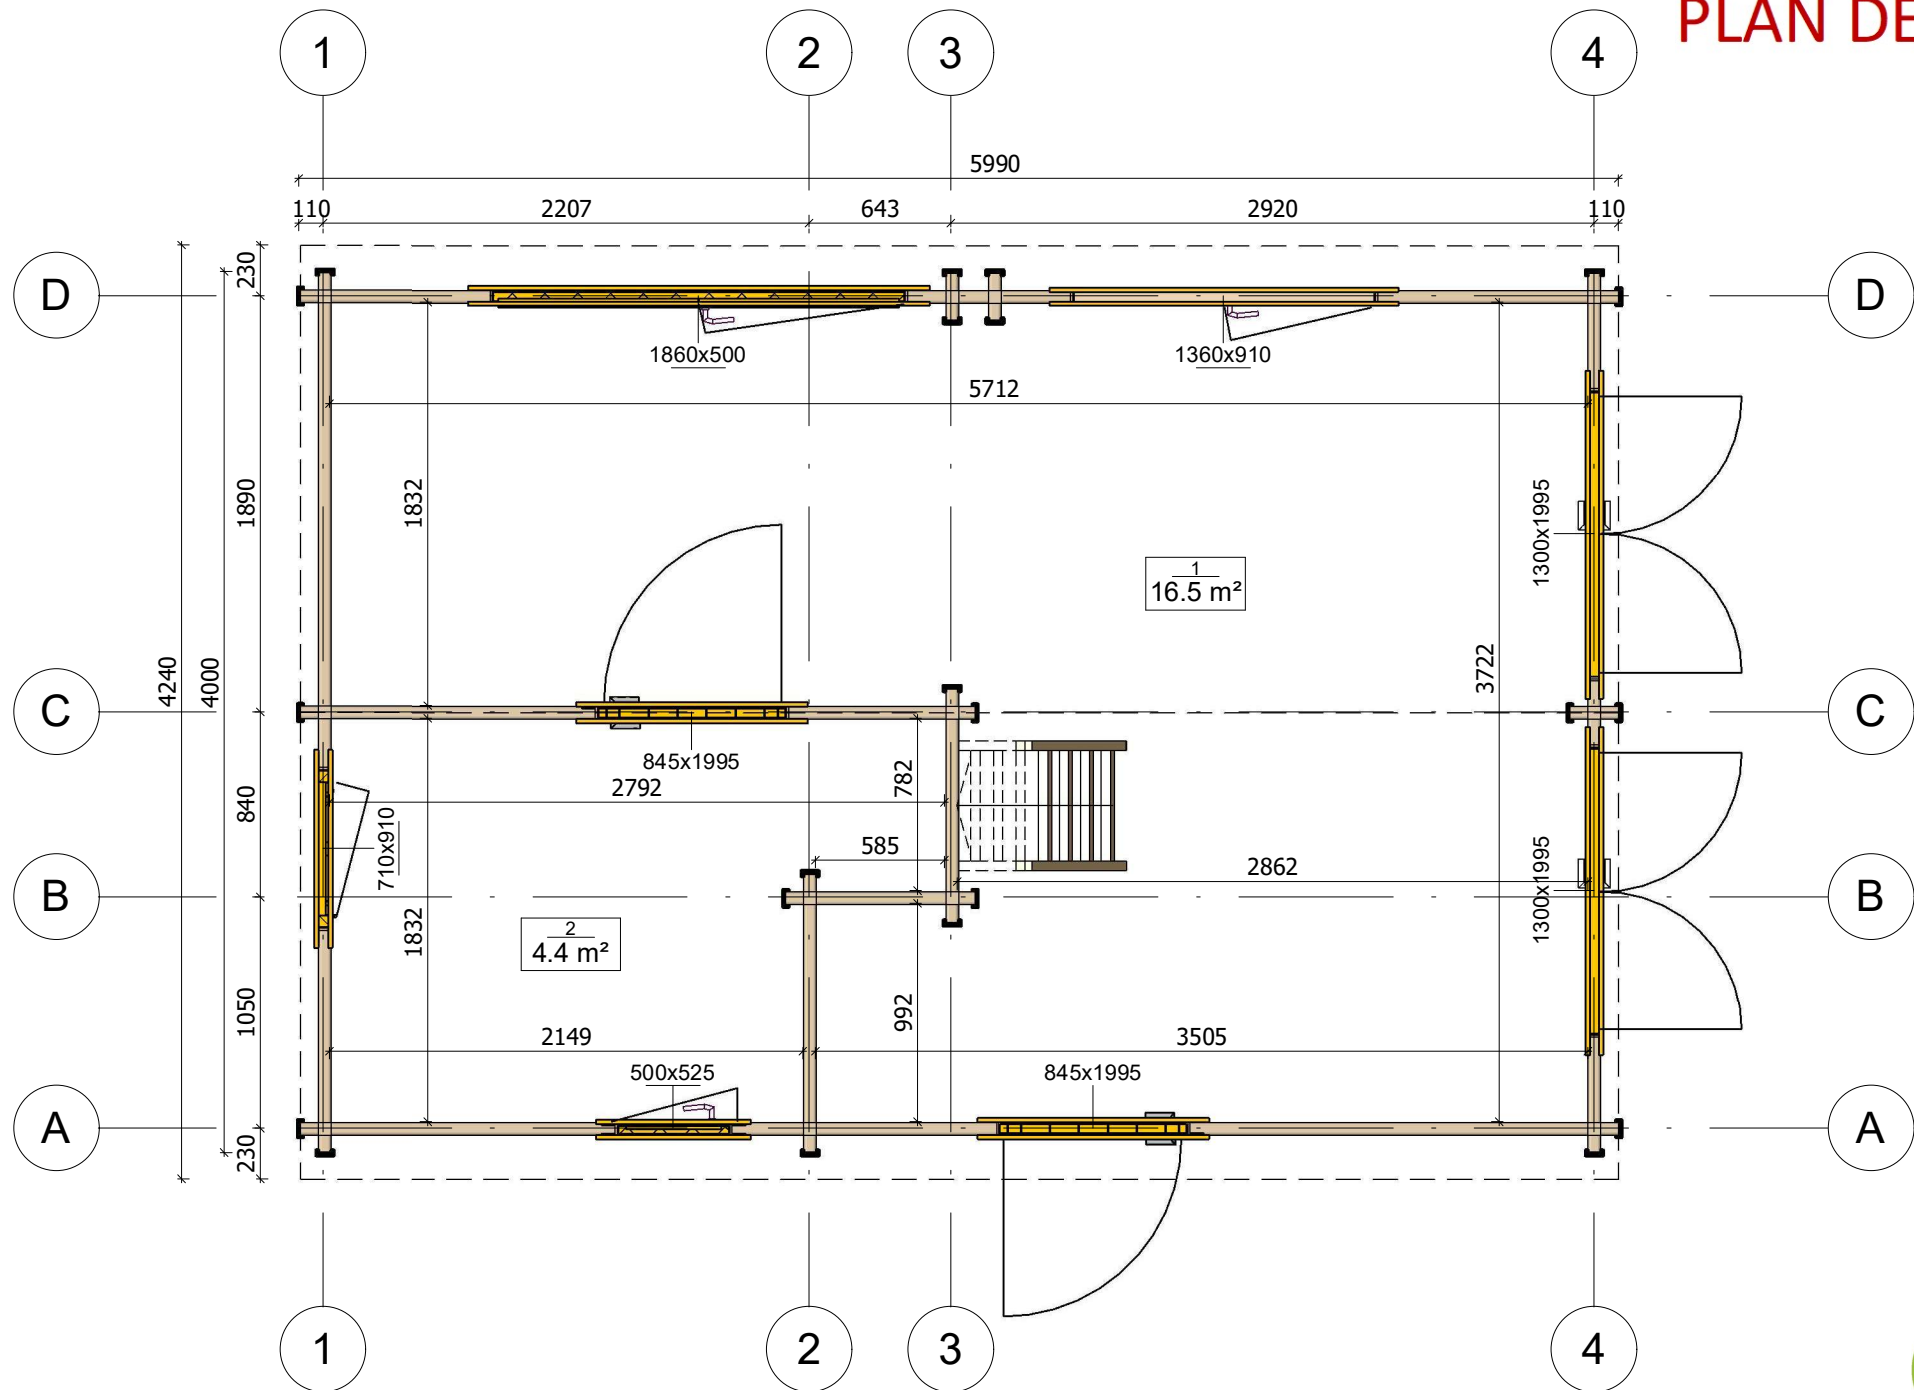 PLAN DE
1 2 3 4
5990
110 2207 643 2920 110
D 230 D
1860x500 1360x910
5712
1890 1832 1300x1995
1
16.5 m²
4240 4000 3722
C C
845x1995
2792 782
840 710x910
585 2862
B B
1832 1300x1995
2
4.4 m²
1050 992
2149 3505
500x525 845x1995
A A
230
1 2 3 4